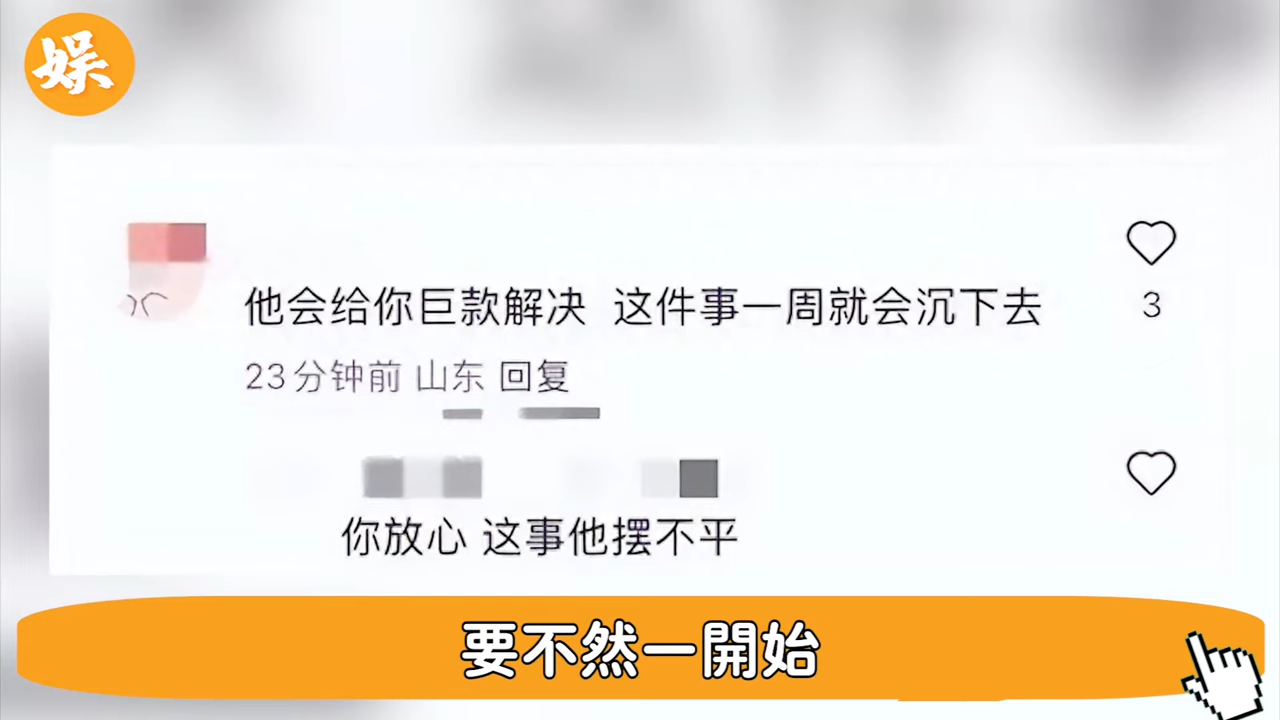 娱
他会给你巨款解决 这件事一周就会沉下去
3
23分钟前 山东 回复
你放心 这事他摆不平
要不然一開始